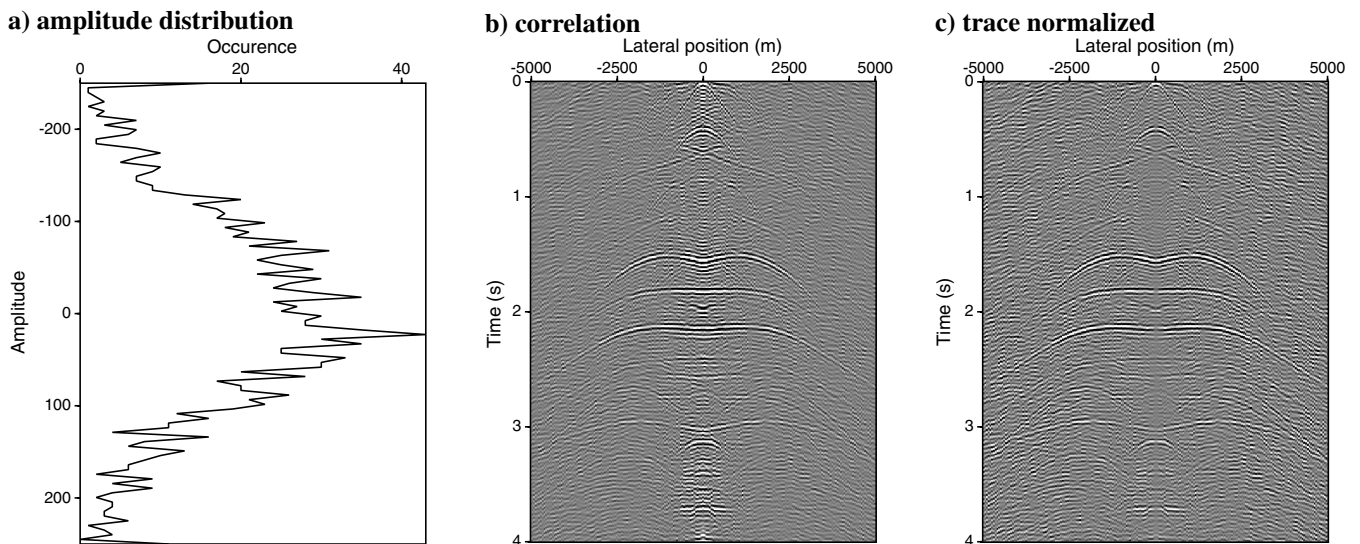 a) amplitude distribution
Occurence
0 20 40
-200
-100
0
100
200
Amplitude
b) correlation
Lateral position (m)
-5000 -2500 0 2500 5000
0
1
2
3
4
Time (s)
c) trace normalized
Lateral position (m)
-5000 -2500 0 2500 5000
0
1
2
3
4
Time (s)